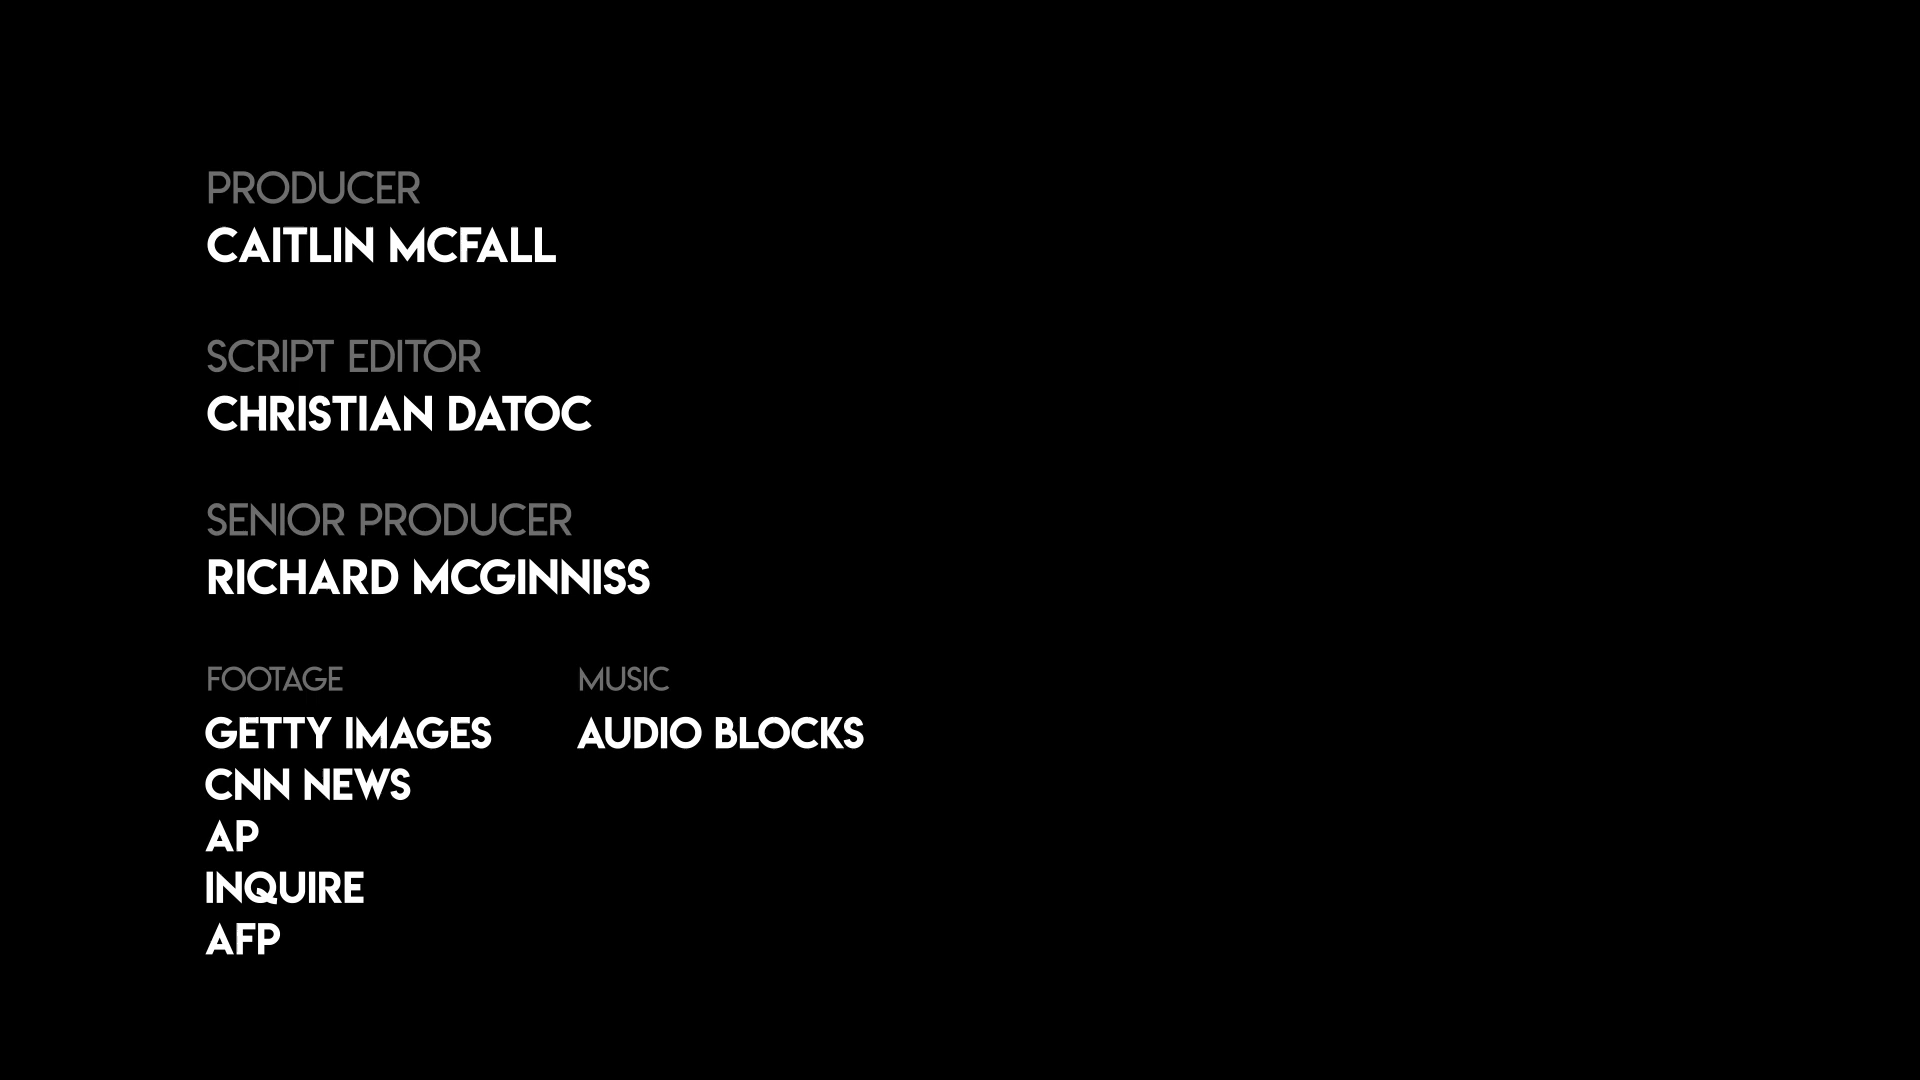 PRODUCER
CAITLIN MCFALL
SCRIPT EDITOR
CHRISTIAN DATOC
SENIOR PRODUCER
RICHARD MCGINNISS
FOOTAGE
GETTY IMAGES
CNN NEWS
AP
INQUIRE
AFP
MUSIC
AUDIO BLOCKS